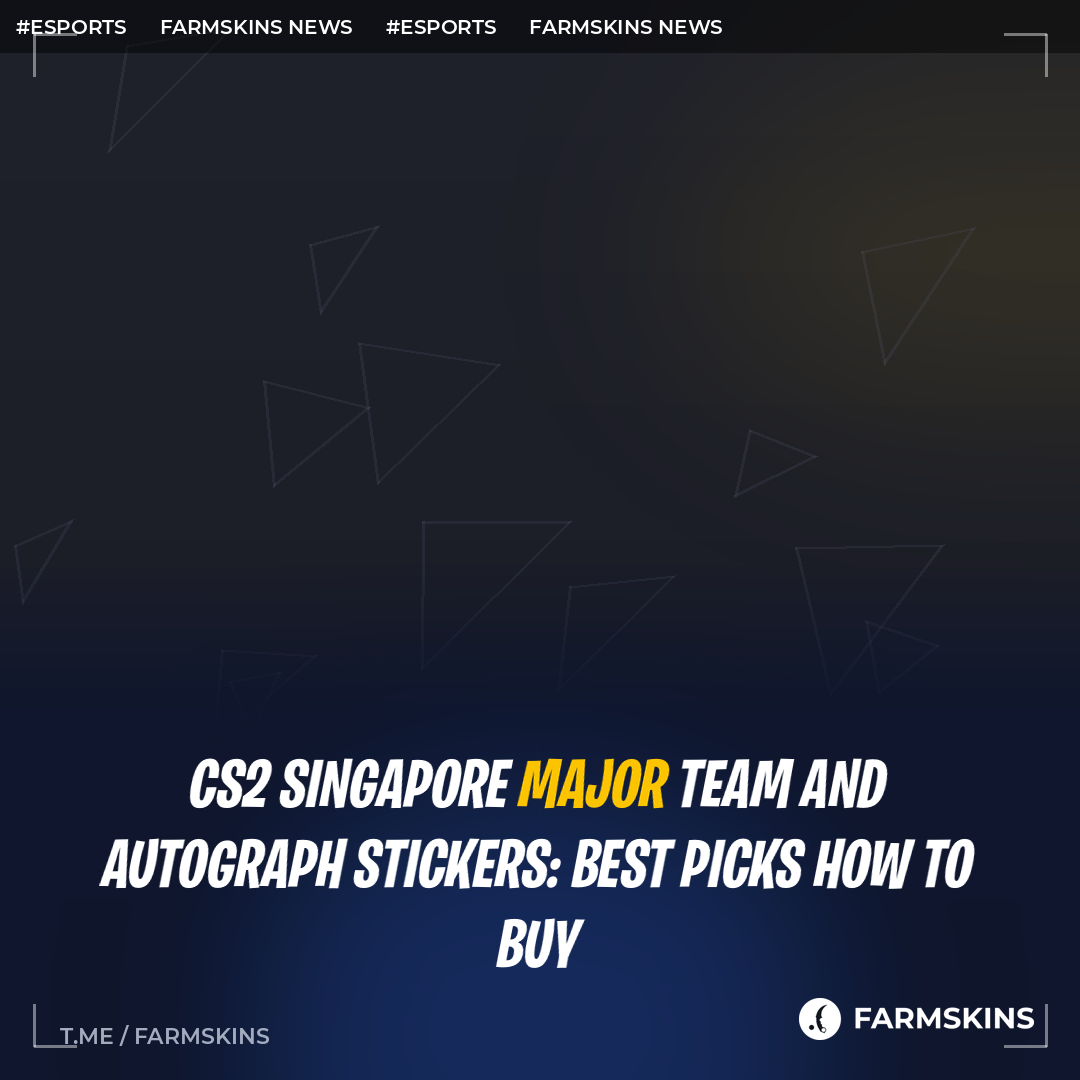 #ESPORTS FARMSKINS NEWS #ESPORTS FARMSKINS NEWS
CS2 SINGAPORE MAJOR TEAM AND
AUTOGRAPH STICKERS: BEST PICKS HOW TO
BUY
T.ME / FARMSKINS
FARMSKINS